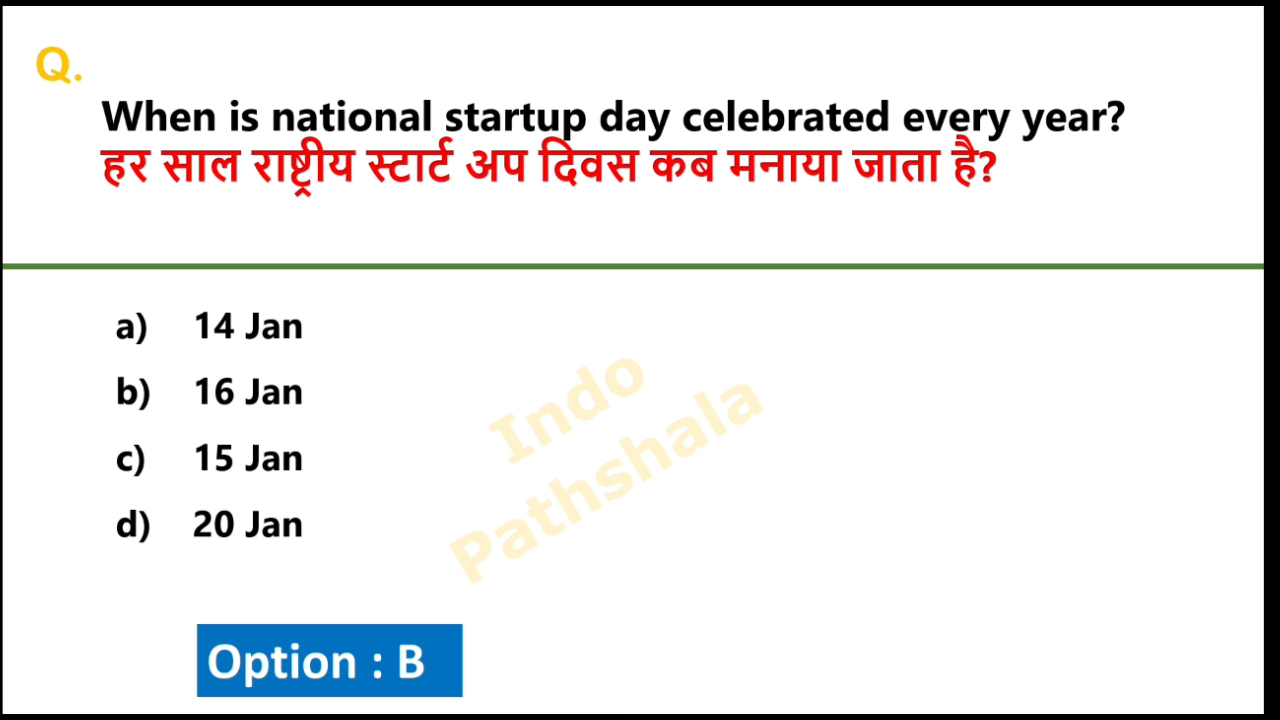 Q.
When is national startup day celebrated every year?
हर साल राष्ट्रीय स्टार्ट अप दिवस कब मनाया जाता है?
a) 14 Jan
b) 16 Jan
c) 15 Jan
d) 20 Jan
Indo
Pathshala
Option : B